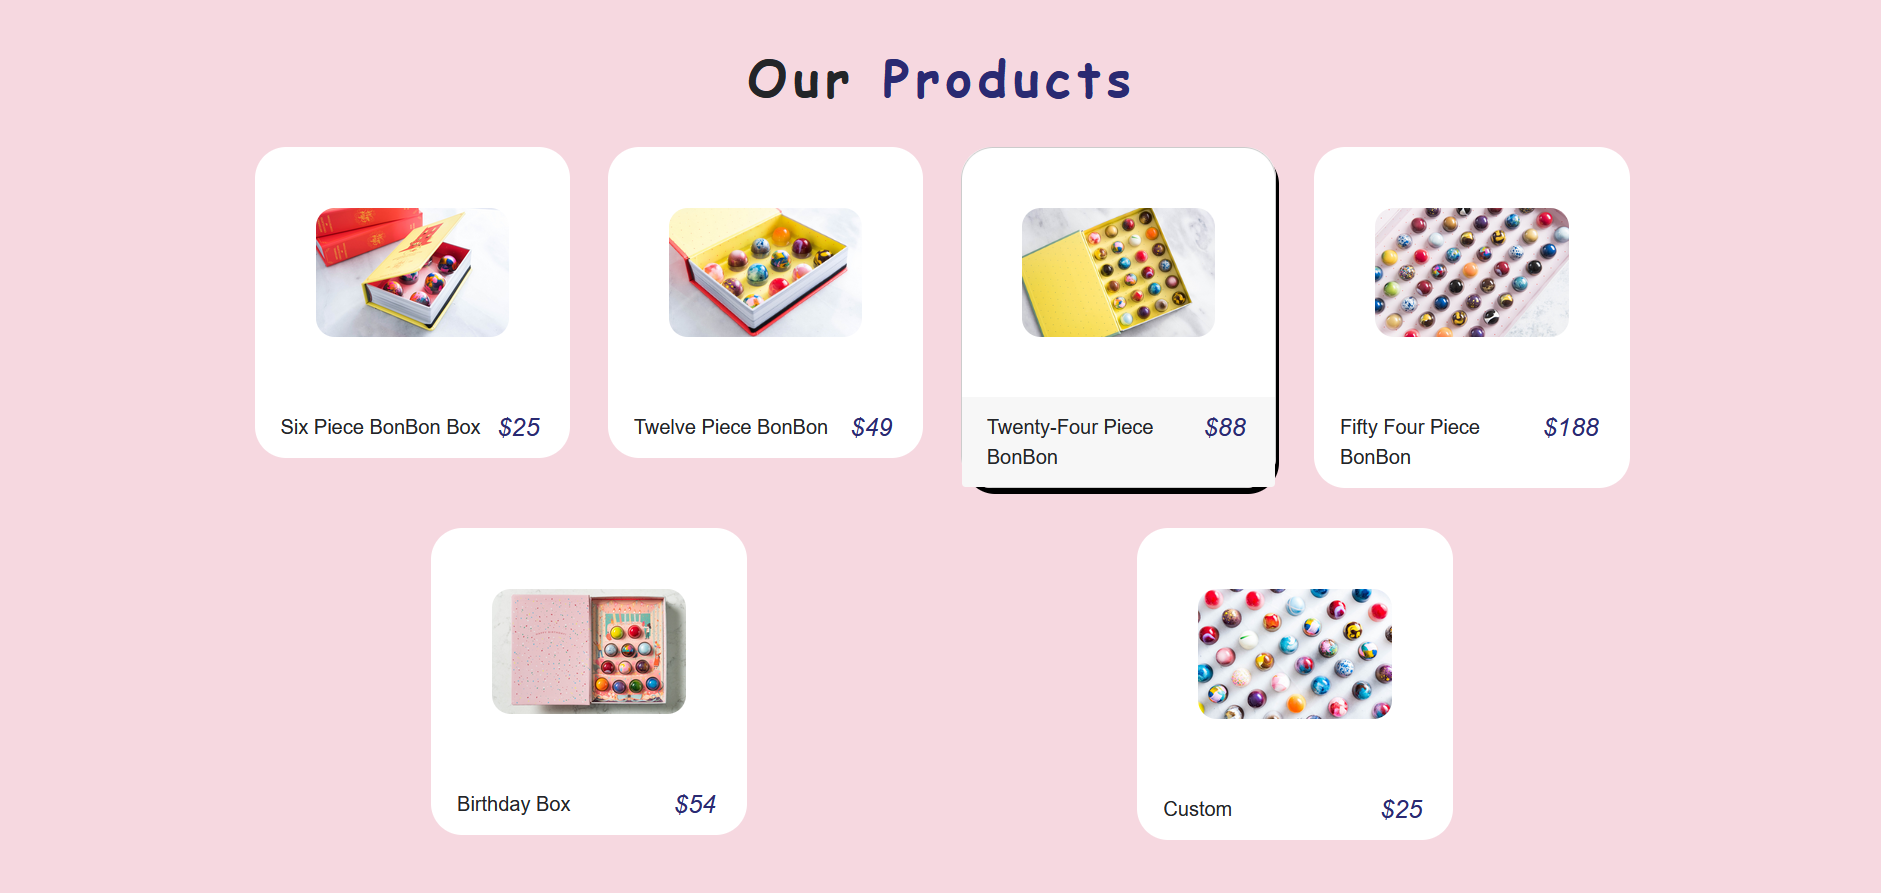 Our Products
Six Piece BonBon Box $25
Twelve Piece BonBon $49
Twenty-Four Piece $88
BonBon
Fifty Four Piece $188
BonBon
Birthday Box $54
Custom $25